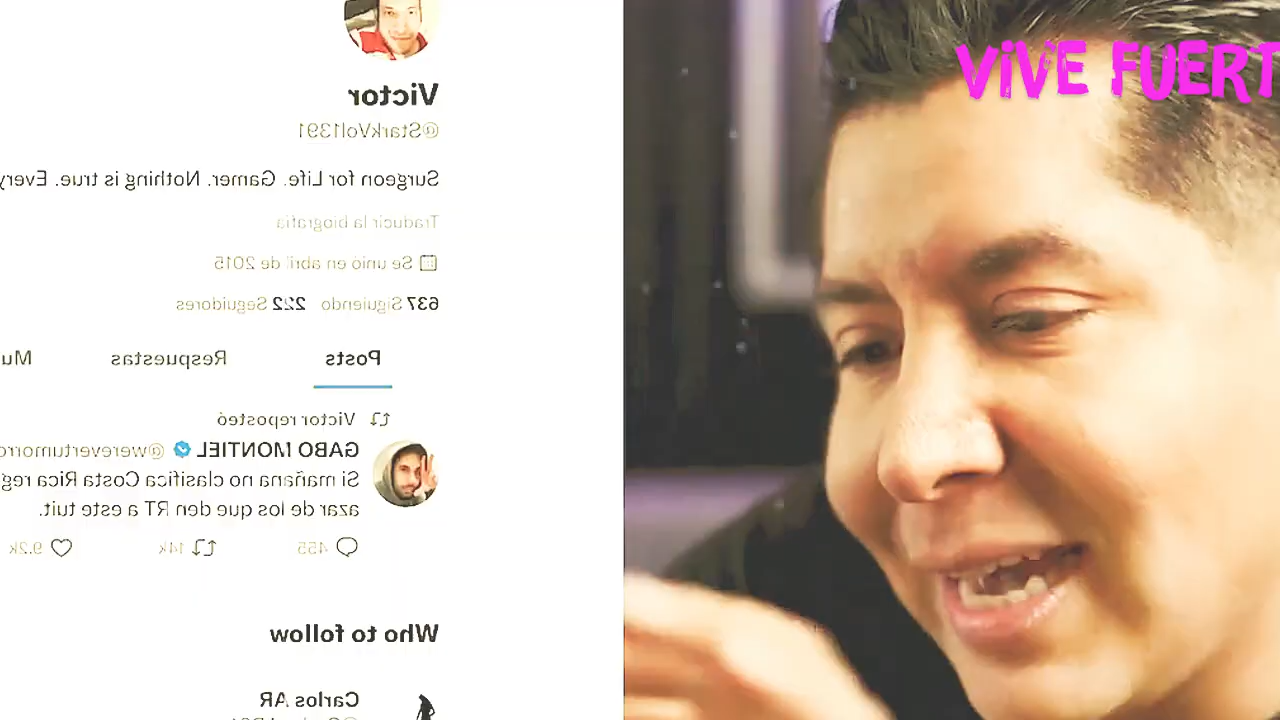 Victor
@StarkVol1391
Surgeon for Life. Gamer. Nothing is true. Every
Traducir la biografía
Se unió en abril de 2015
637 Siguiendo 222 Seguidores
Posts Respuestas Mu
Victor reposteó
GABO MONTIEL @werevertumorro
Si mañana no clasifica Costa Rica reg
azar de los que den RT a este tuit.
455 14k 9.2k
Who to follow
Carlos AR
VIVE FUERT